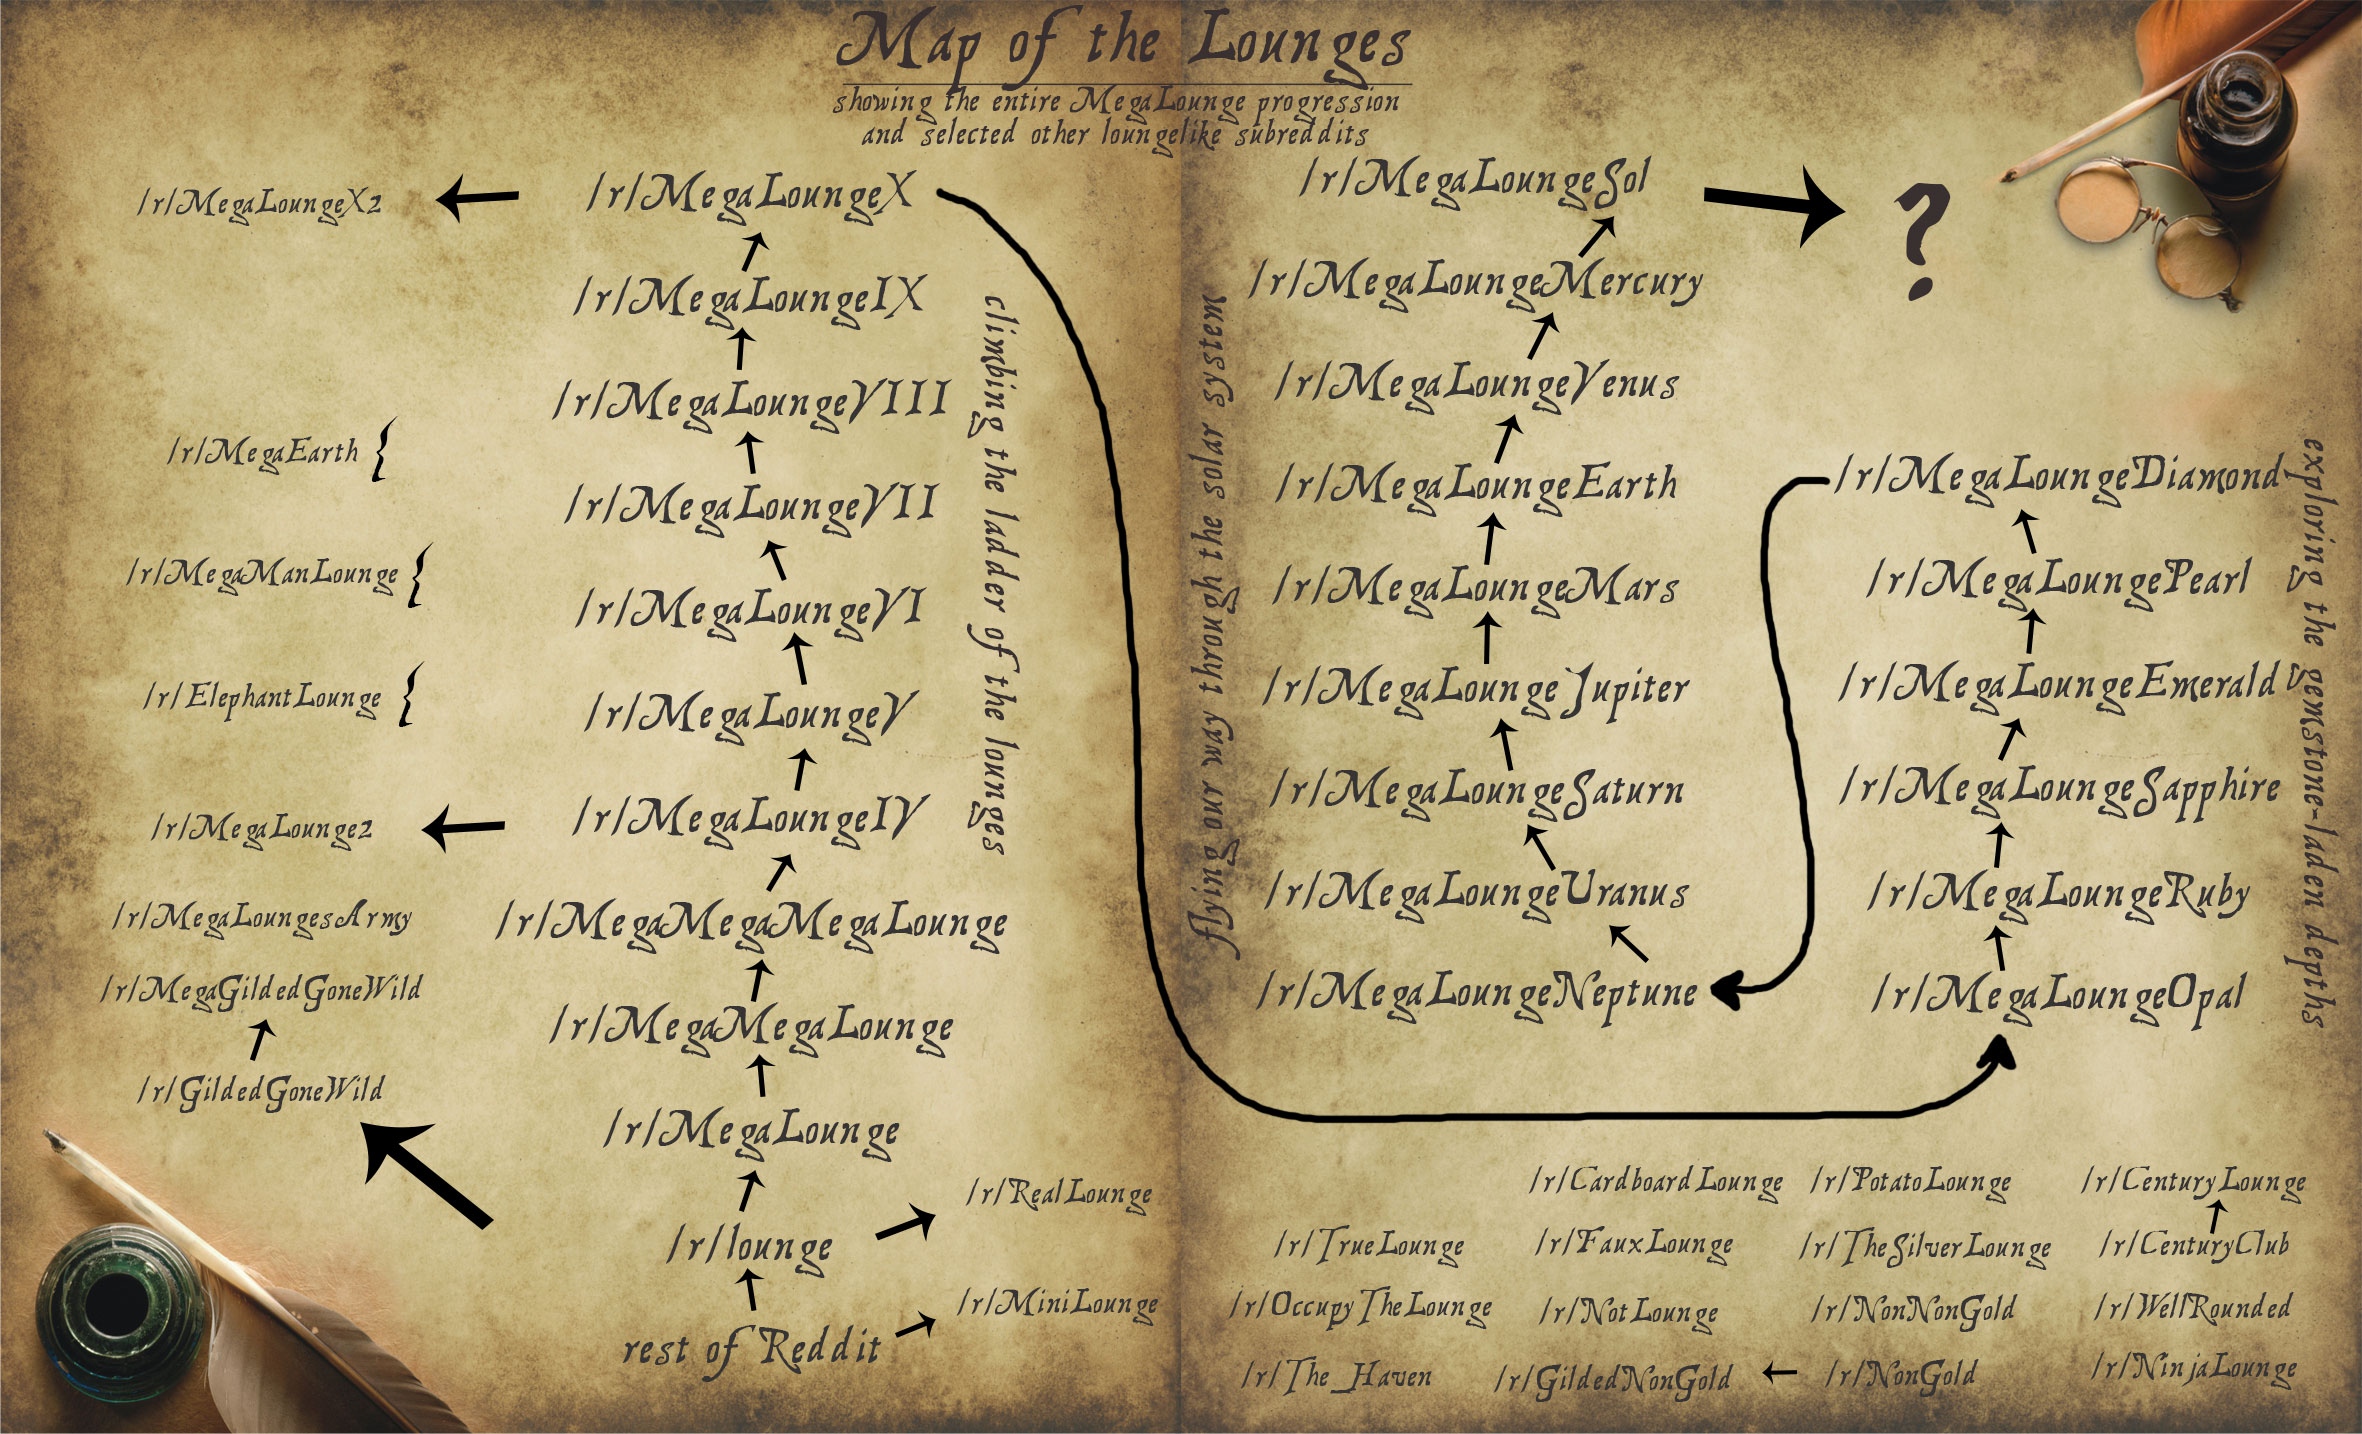 Map of the Lounges
showing the entire MegaLounge progression
and selected other loungelike subreddits
/r/MegaLoungeX2
/r/MegaEarth {
/r/MegaManLounge {
/r/ElephantLounge {
/r/MegaLounge2
/r/MegaLoungesArmy
/r/MegaGildedGoneWild
/r/GildedGoneWild
/r/MegaLoungeX
/r/MegaLoungeIX
/r/MegaLoungeVIII
/r/MegaLoungeVII
/r/MegaLoungeVI
/r/MegaLoungeV
/r/MegaLoungeIV
/r/MegaMegaMegaLounge
/r/MegaMegaLounge
/r/MegaLounge
/r/lounge
rest of Reddit
climbing the ladder of the lounges
/r/RealLounge
/r/MiniLounge
flying our way through the solar system
/r/MegaLoungeSol
/r/MegaLoungeMercury
/r/MegaLoungeVenus
/r/MegaLoungeEarth
/r/MegaLoungeMars
/r/MegaLoungeJupiter
/r/MegaLoungeSaturn
/r/MegaLoungeUranus
/r/MegaLoungeNeptune
?
/r/MegaLoungeDiamond
/r/MegaLoungePearl
/r/MegaLoungeEmerald
/r/MegaLoungeSapphire
/r/MegaLoungeRuby
/r/MegaLoungeOpal
exploring the gemstone-laden depths
/r/CardboardLounge
/r/PotatoLounge
/r/CenturyLounge
/r/TrueLounge
/r/FauxLounge
/r/TheSilverLounge
/r/CenturyClub
/r/OccupyTheLounge
/r/NotLounge
/r/NonNonGold
/r/WellRounded
/r/The_Haven
/r/GildedNonGold
/r/NonGold
/r/NinjaLounge